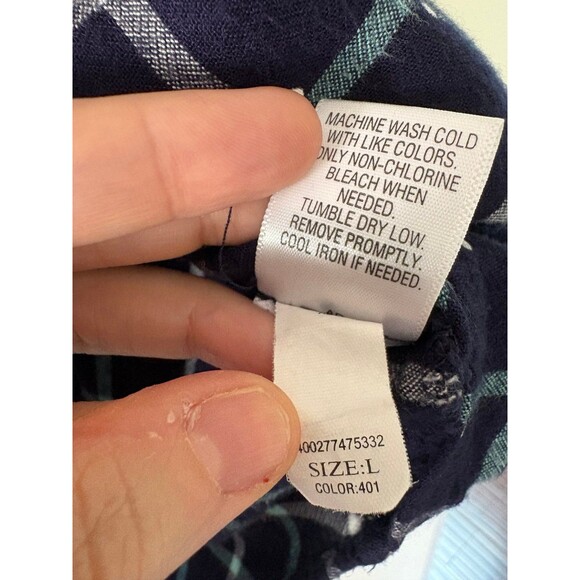 MACHINE WASH COLD
WITH LIKE COLORS.
ONLY NON-CHLORINE
BLEACH WHEN
NEEDED.
TUMBLE DRY LOW.
REMOVE PROMPTLY.
COOL IRON IF NEEDED.
400277475332
SIZE:L
COLOR:401